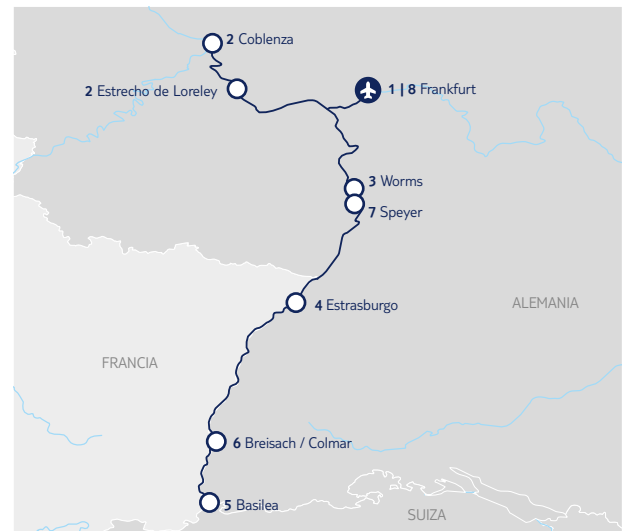 2 Coblenza
2 Estrecho de Loreley
1 | 8 Frankfurt
3 Worms
7 Speyer
4 Estrasburgo
ALEMANIA
FRANCIA
6 Breisach / Colmar
5 Basilea
SUIZA